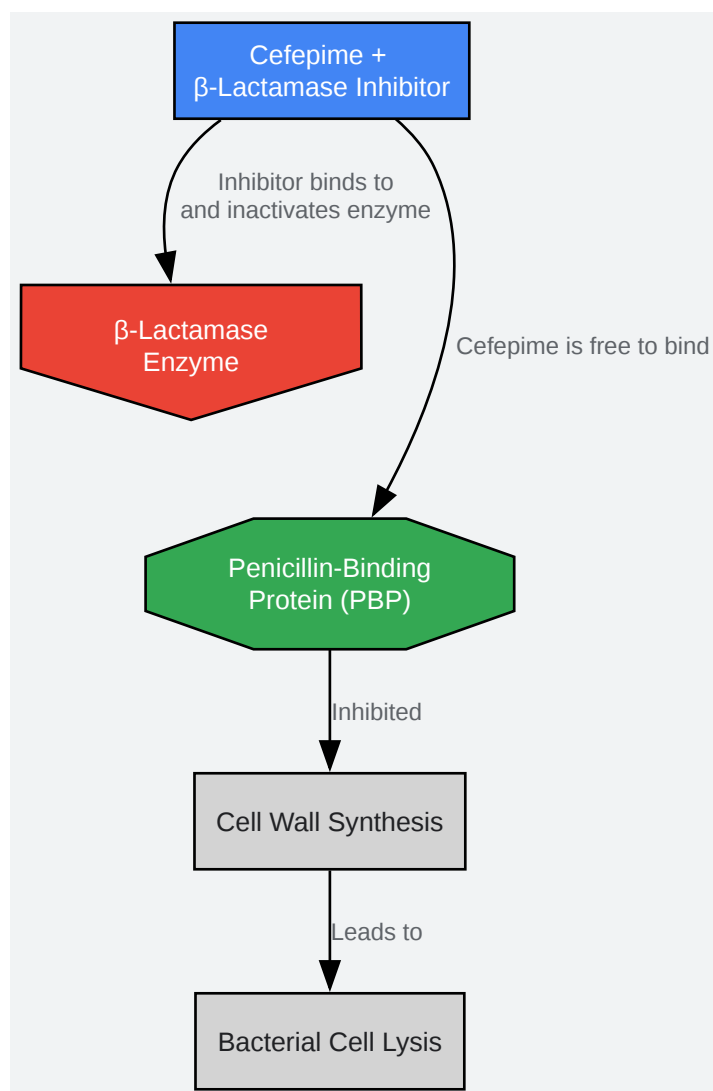 Cefepime +
β-Lactamase Inhibitor
Inhibitor binds to
and inactivates enzyme
β-Lactamase
Enzyme
Cefepime is free to bind
Penicillin-Binding
Protein (PBP)
Inhibited
Cell Wall Synthesis
Leads to
Bacterial Cell Lysis